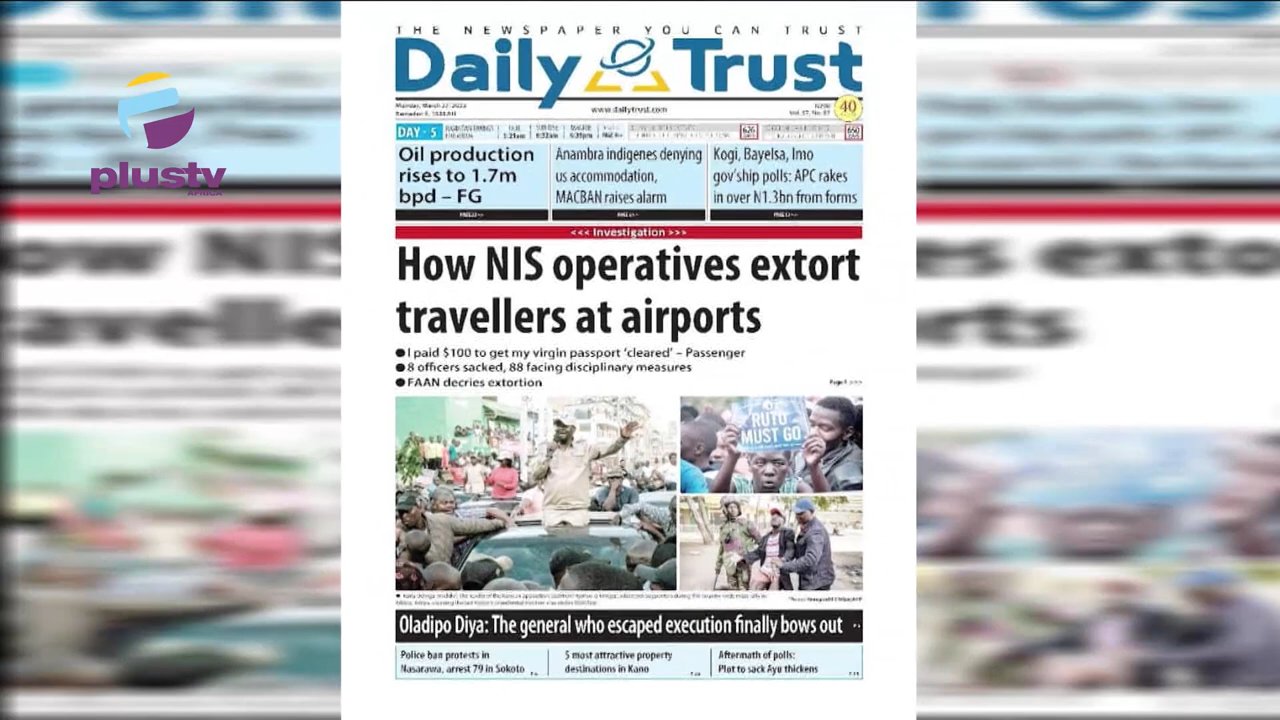 plustv
AFRICA
THE NEWSPAPER YOU CAN TRUST
Daily Trust
Monday, March 27, 2023
www.dailytrust.com
40
DAY - 5
Oil production
rises to 1.7m
bpd – FG
Anambra indigenes denying
us accommodation,
MACBAN raises alarm
Kogi, Bayelsa, Imo
gov'ship polls: APC rakes
in over N1.3bn from forms
<<< Investigation >>>
How NIS operatives extort
travellers at airports
● I paid $100 to get my virgin passport 'cleared' – Passenger
● 8 officers sacked, 88 facing disciplinary measures
● FAAN decries extortion
RUTO
MUST GO
Oladipo Diya: The general who escaped execution finally bows out
Police ban protests in
Nasarawa, arrest 79 in Sokoto
5 most attractive property
destinations in Kano
Aftermath of polls:
Plot to sack Ayu thickens